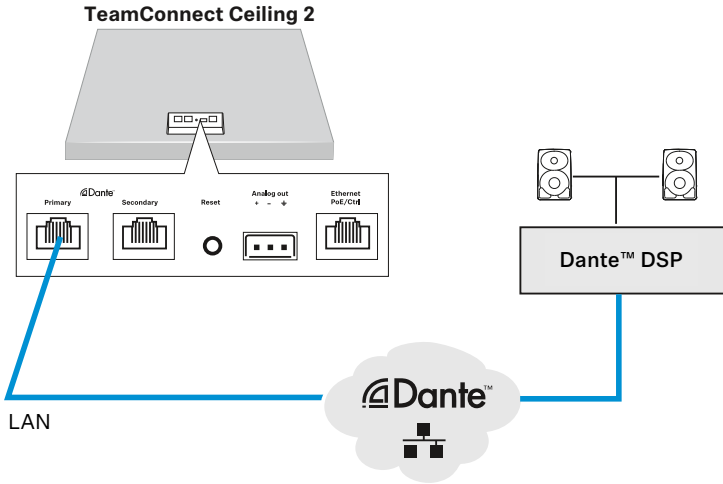 TeamConnect Ceiling 2
Dante™
Primary
Secondary
Reset
Analog out
+ - ⏚
Ethernet
PoE/Ctrl
Dante™ DSP
Dante™
LAN